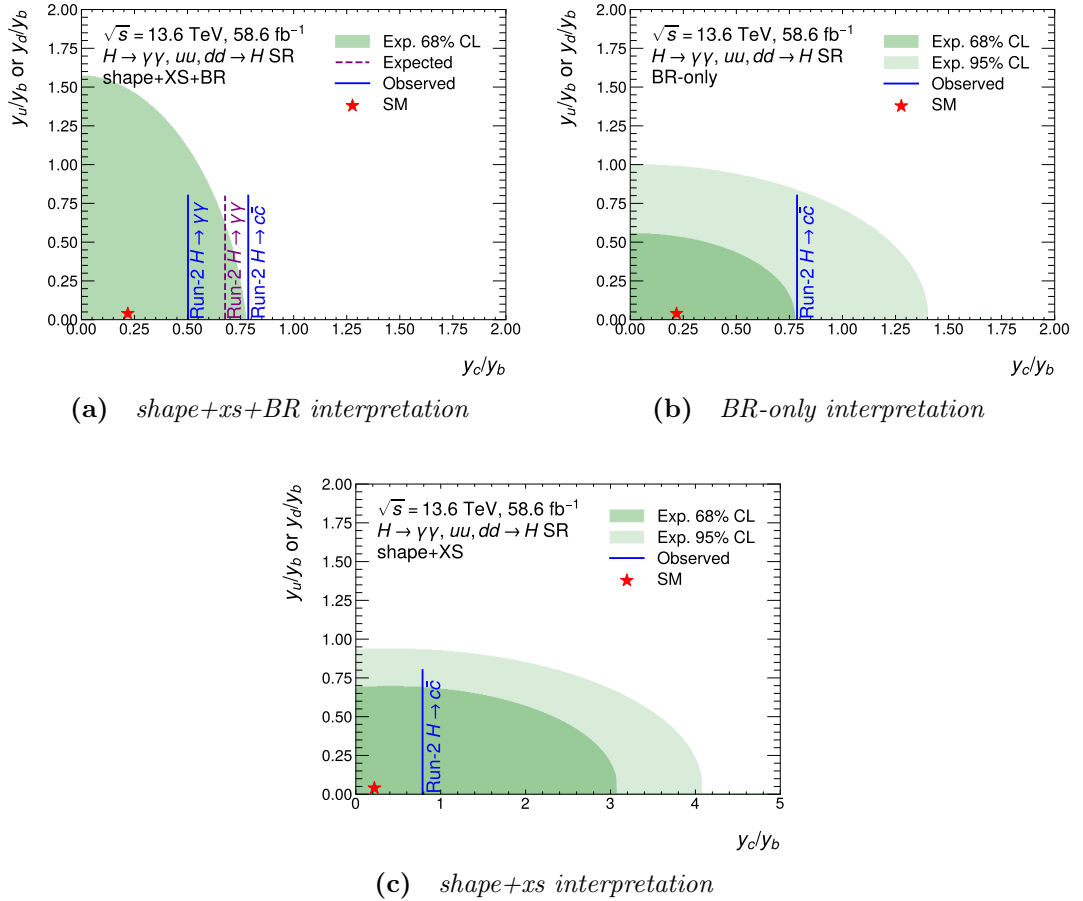 √s = 13.6 TeV, 58.6 fb⁻¹
H → γγ, uu, dd → H SR
shape+XS+BR
Exp. 68% CL
Expected
Observed
SM
y_u/y_b or y_d/y_b
2.00
1.75
1.50
1.25
1.00
0.75
0.50
0.25
0.00
Run-2 H → γγ
Run-2 H → γγ
Run-2 H → cc̄
0.00 0.25 0.50 0.75 1.00 1.25 1.50 1.75 2.00
y_c/y_b
(a) shape+xs+BR interpretation
√s = 13.6 TeV, 58.6 fb⁻¹
H → γγ, uu, dd → H SR
BR-only
Exp. 68% CL
Exp. 95% CL
Observed
SM
y_u/y_b or y_d/y_b
2.00
1.75
1.50
1.25
1.00
0.75
0.50
0.25
0.00
Run-2 H → cc̄
0.00 0.25 0.50 0.75 1.00 1.25 1.50 1.75 2.00
y_c/y_b
(b) BR-only interpretation
√s = 13.6 TeV, 58.6 fb⁻¹
H → γγ, uu, dd → H SR
shape+XS
Exp. 68% CL
Exp. 95% CL
Observed
SM
y_u/y_b or y_d/y_b
2.00
1.75
1.50
1.25
1.00
0.75
0.50
0.25
0.00
Run-2 H → cc̄
0 1 2 3 4 5
y_c/y_b
(c) shape+xs interpretation